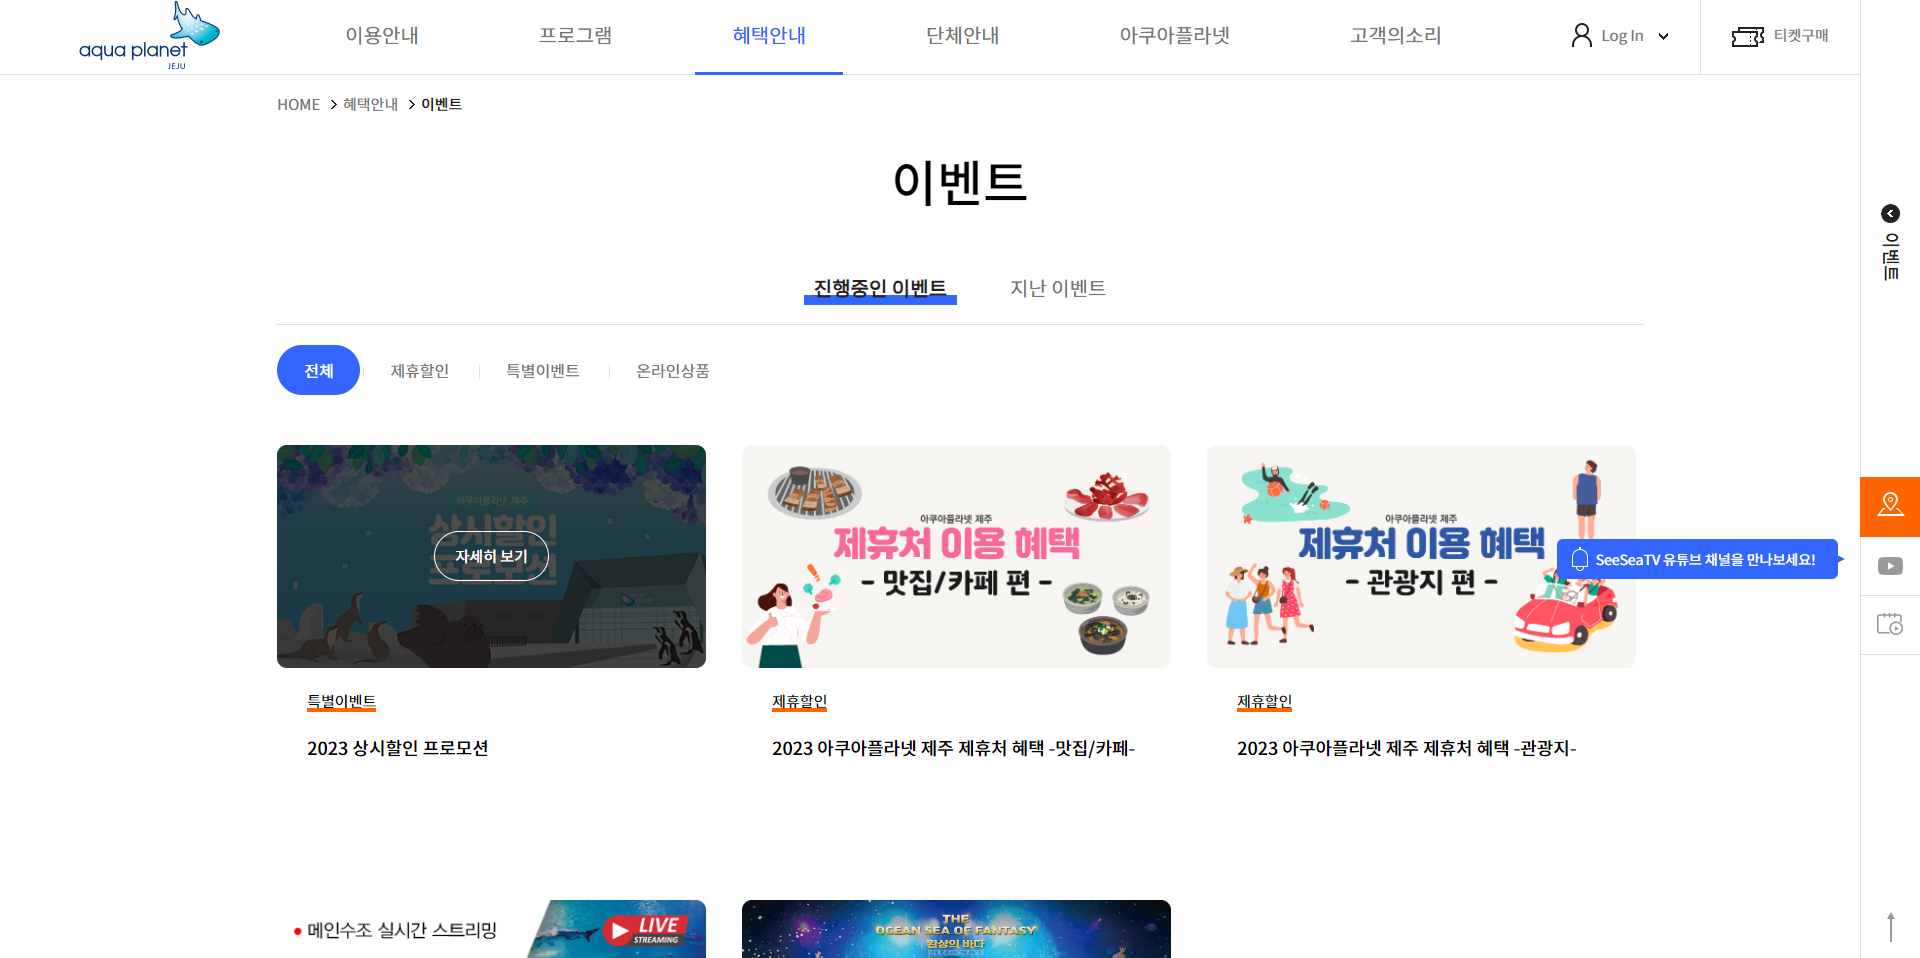 aqua planet
JEJU
이용안내
프로그램
혜택안내
단체안내
아쿠아플라넷
고객의소리
Log In
티켓구매
HOME
혜택안내
이벤트
이벤트
이벤트
진행중인 이벤트
지난 이벤트
전체
제휴할인
특별이벤트
온라인상품
아쿠아플라넷 제주
상시할인
프로모션
자세히 보기
아쿠아플라넷 제주
제휴처 이용 혜택
- 맛집/카페 편 -
아쿠아플라넷 제주
제휴처 이용 혜택
- 관광지 편 -
SeeSeaTV 유튜브 채널을 만나보세요!
특별이벤트
2023 상시할인 프로모션
제휴할인
2023 아쿠아플라넷 제주 제휴처 혜택 -맛집/카페-
제휴할인
2023 아쿠아플라넷 제주 제휴처 혜택 -관광지-
• 메인수조 실시간 스트리밍
LIVE
STREAMING
THE
OCEAN SEA OF FANTASY
환상의 바다